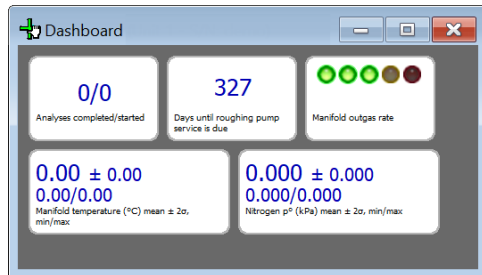 Dashboard
0/0
Analyses completed/started
327
Days until roughing pump
service is due
Manifold outgas rate
0.00 ± 0.00
0.00/0.00
Manifold temperature (°C) mean ± 2σ,
min/max
0.000 ± 0.000
0.000/0.000
Nitrogen pº (kPa) mean ± 2σ, min/max